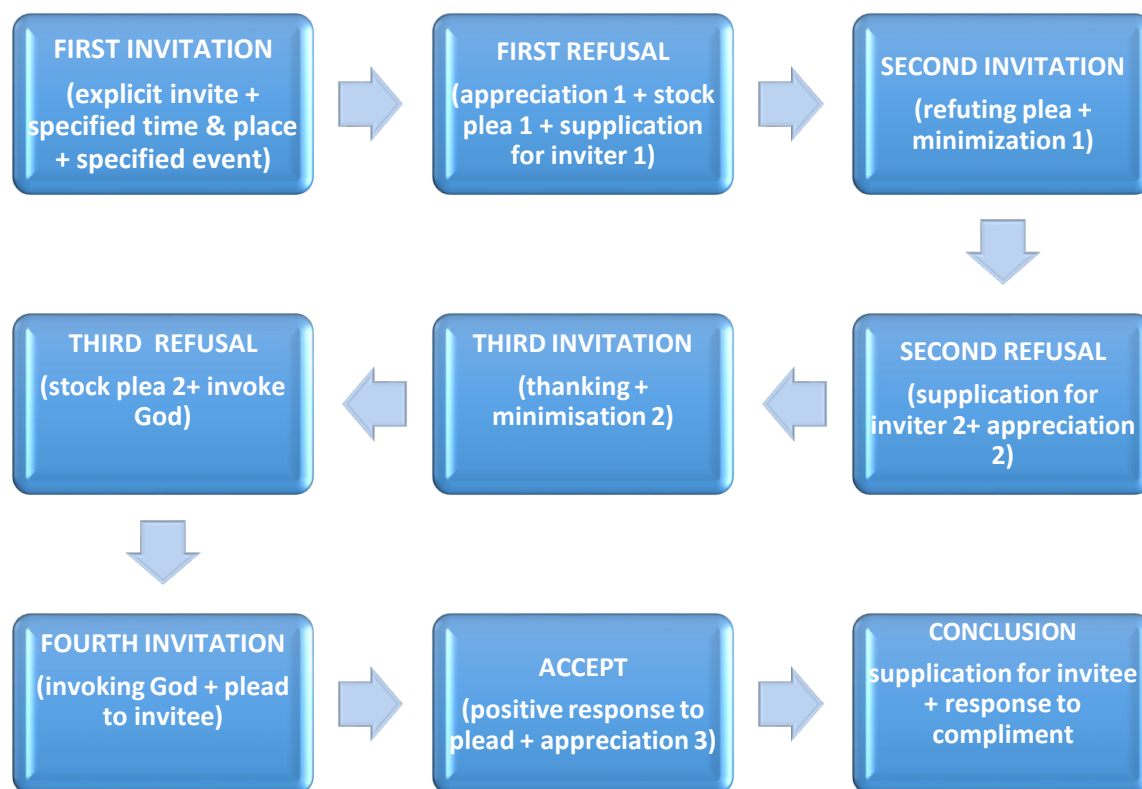 FIRST INVITATION
(explicit invite +
specified time & place
+ specified event)
FIRST REFUSAL
(appreciation 1 + stock
plea 1 + supplication
for inviter 1)
SECOND INVITATION
(refuting plea +
minimization 1)
SECOND REFUSAL
(supplication for
inviter 2+ appreciation
2)
THIRD INVITATION
(thanking +
minimisation 2)
THIRD  REFUSAL
(stock plea 2+ invoke
God)
FOURTH INVITATION
(invoking God + plead
to invitee)
ACCEPT
(positive response to
plead + appreciation 3)
CONCLUSION
supplication for invitee
+ response to
compliment